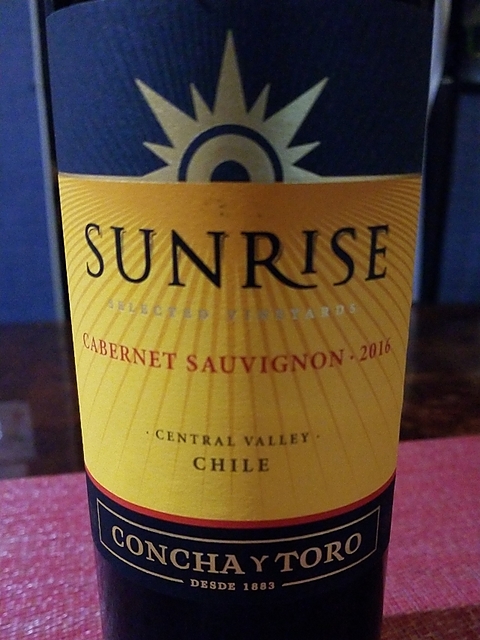 SUNRISE
SELECTED VINEYARDS
CABERNET SAUVIGNON · 2016
· CENTRAL VALLEY ·
CHILE
CONCHA Y TORO
DESDE 1883